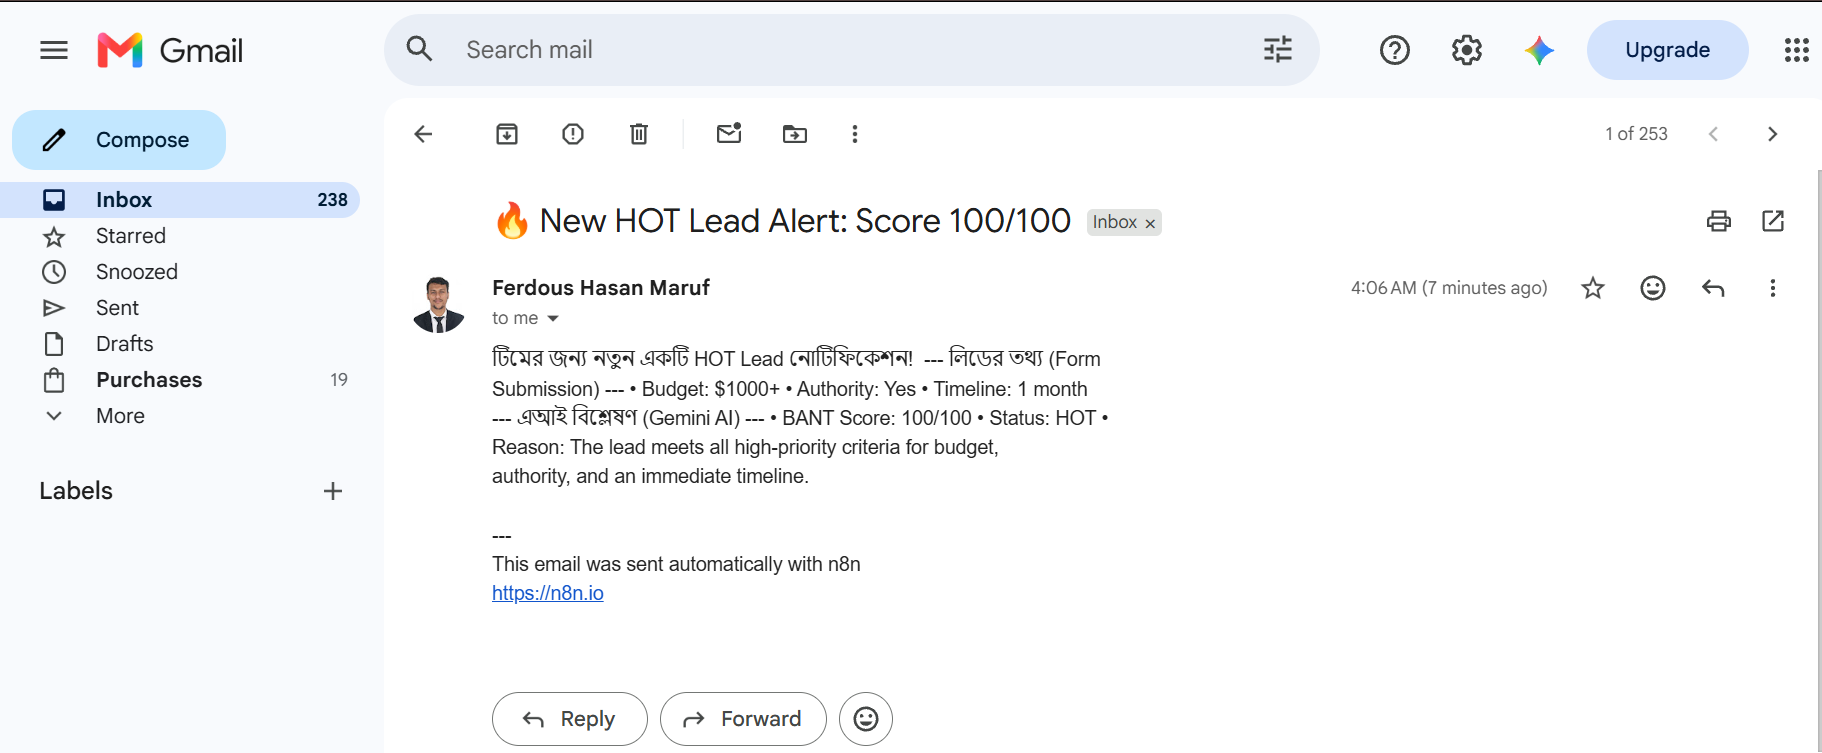 Gmail
Search mail
Upgrade
Compose
1 of 253
Inbox 238
Starred
Snoozed
Sent
Drafts
Purchases 19
More
Labels
🔥 New HOT Lead Alert: Score 100/100 Inbox x
Ferdous Hasan Maruf 4:06 AM (7 minutes ago)
to me
টিমের জন্য নতুন একটি HOT Lead নোটিফিকেশন! --- লিডের তথ্য (Form
Submission) --- • Budget: $1000+ • Authority: Yes • Timeline: 1 month
--- এআই বিশ্লেষণ (Gemini AI) --- • BANT Score: 100/100 • Status: HOT •
Reason: The lead meets all high-priority criteria for budget,
authority, and an immediate timeline.
---
This email was sent automatically with n8n
https://n8n.io
Reply Forward